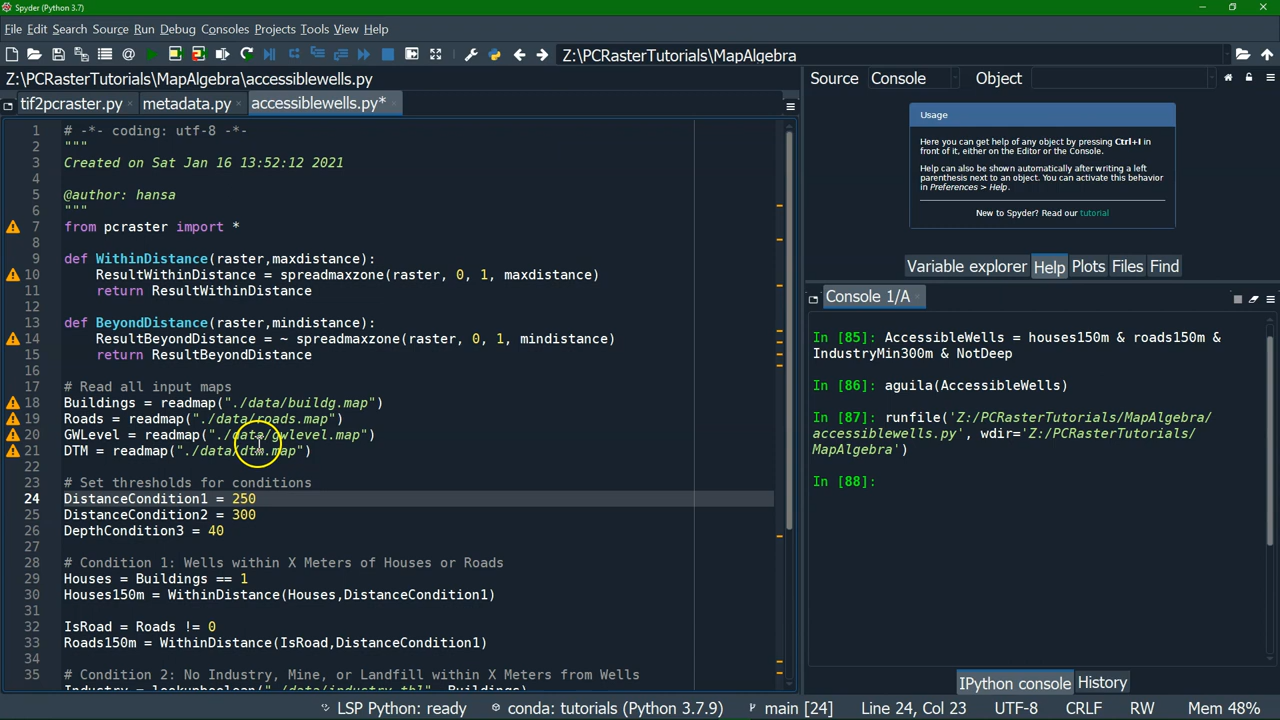 Spyder (Python 3.7)
File Edit Search Source Run Debug Consoles Projects Tools View Help
Z:\PCRasterTutorials\MapAlgebra
Z:\PCRasterTutorials\MapAlgebra\accessiblewells.py
tif2pcraster.py metadata.py accessiblewells.py*
1 # -*- coding: utf-8 -*-
2 """
3 Created on Sat Jan 16 13:52:12 2021
4
5 @author: hansa
6 """
7 from pcraster import *
8
9 def WithinDistance(raster,maxdistance):
10 ResultWithinDistance = spreadmaxzone(raster, 0, 1, maxdistance)
11 return ResultWithinDistance
12
13 def BeyondDistance(raster,mindistance):
14 ResultBeyondDistance = ~ spreadmaxzone(raster, 0, 1, mindistance)
15 return ResultBeyondDistance
16
17 # Read all input maps
18 Buildings = readmap("./data/buildg.map")
19 Roads = readmap("./data/roads.map")
20 GWLevel = readmap("./data/gwlevel.map")
21 DTM = readmap("./data/dtm.map")
22
23 # Set thresholds for conditions
24 DistanceCondition1 = 250
25 DistanceCondition2 = 300
26 DepthCondition3 = 40
27
28 # Condition 1: Wells within X Meters of Houses or Roads
29 Houses = Buildings == 1
30 Houses150m = WithinDistance(Houses,DistanceCondition1)
31
32 IsRoad = Roads != 0
33 Roads150m = WithinDistance(IsRoad,DistanceCondition1)
34
35 # Condition 2: No Industry, Mine, or Landfill within X Meters from Wells
Industry = lookupboolean("./data/industry.tbl", Buildings)
Source Console Object
Usage
Here you can get help of any object by pressing Ctrl+I in
front of it, either on the Editor or the Console.
Help can also be shown automatically after writing a left
parenthesis next to an object. You can activate this behavior
in Preferences > Help.
New to Spyder? Read our tutorial
Variable explorer Help Plots Files Find
Console 1/A
In [85]: AccessibleWells = houses150m & roads150m &
IndustryMin300m & NotDeep
In [86]: aguila(AccessibleWells)
In [87]: runfile('Z:/PCRasterTutorials/MapAlgebra/
accessiblewells.py', wdir='Z:/PCRasterTutorials/
MapAlgebra')
In [88]:
IPython console History
LSP Python: ready conda: tutorials (Python 3.7.9) main [24] Line 24, Col 23 UTF-8 CRLF RW Mem 48%